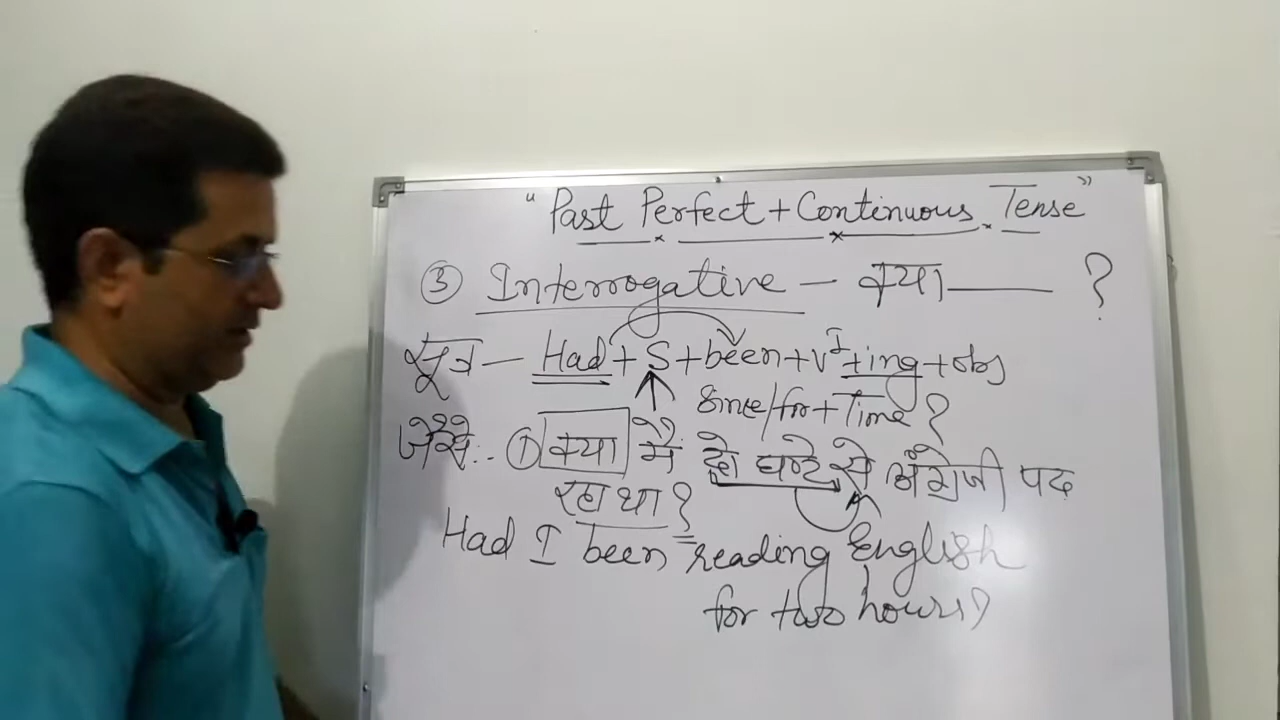 "Past Perfect + Continuous Tense"
③ Interrogative — क्या ——— ?
सूत्र — Had + S + been + V¹ + ing + obj
Since/for + Time ?
जैसे:- ① क्या मैं दो घण्टे से अँग्रेजी पढ़
रहा था ?
Had I been reading English
for two hours?